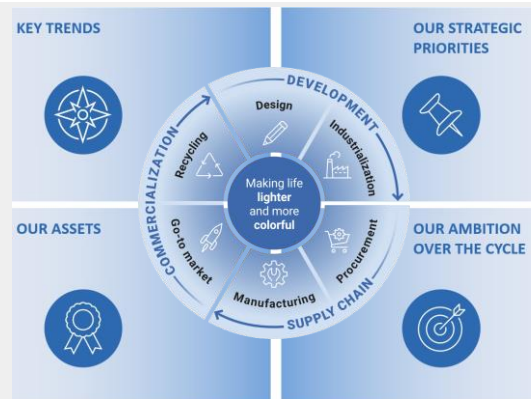 KEY TRENDS
OUR STRATEGIC
PRIORITIES
DEVELOPMENT
Design
Industrialization
Recycling
COMMERCIALIZATION
Making life
lighter
and more
colorful
OUR ASSETS
Go-to market
Manufacturing
Procurement
SUPPLY CHAIN
OUR AMBITION
OVER THE CYCLE